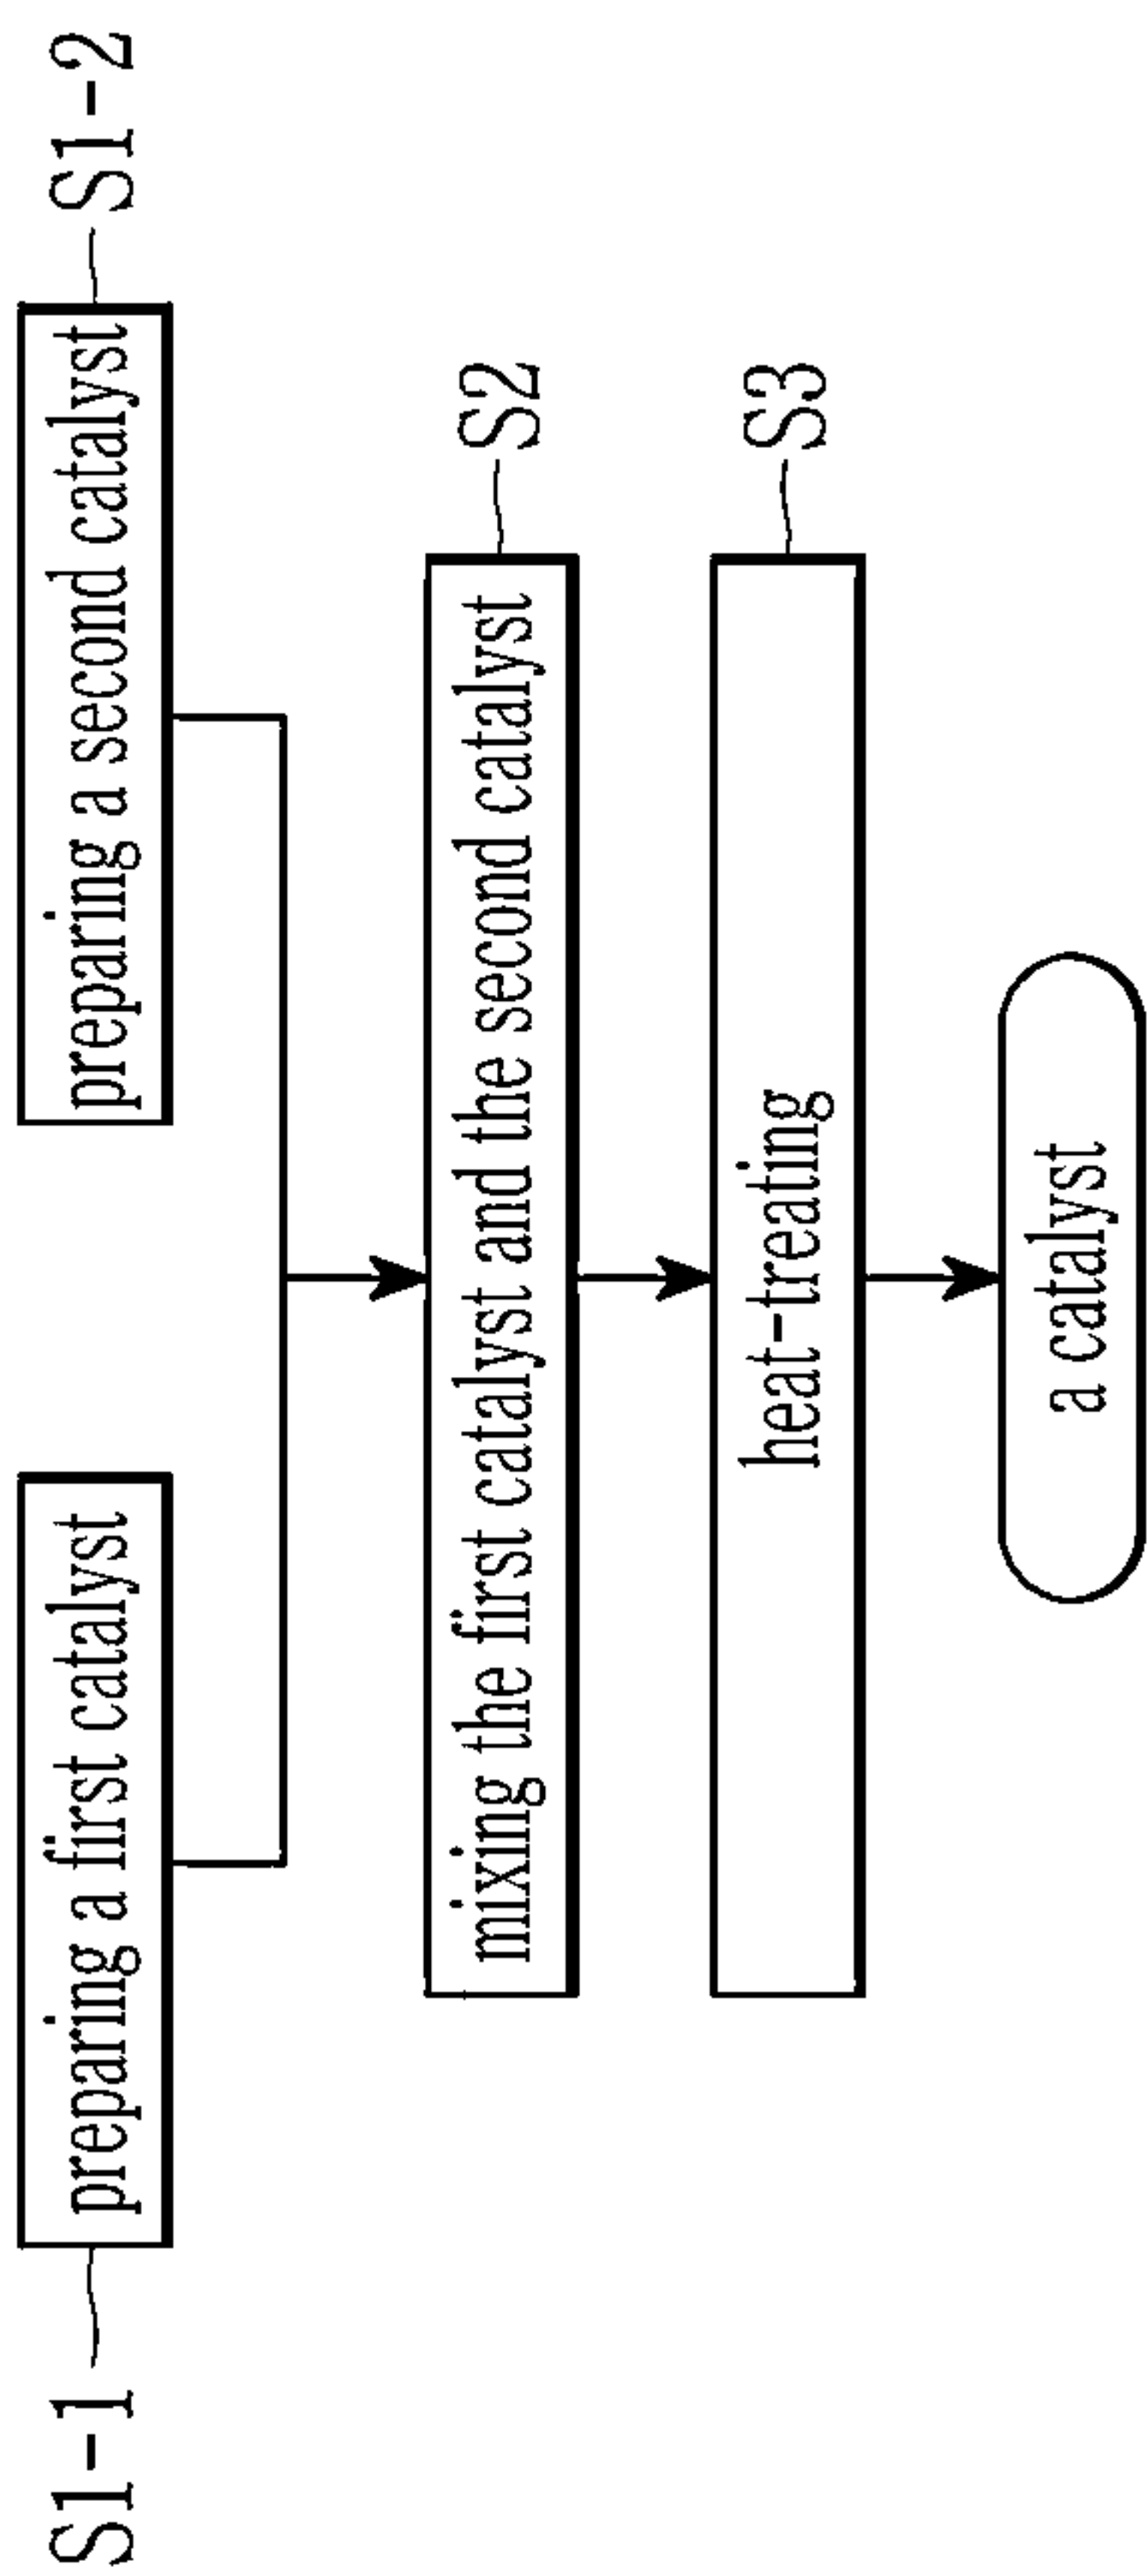 S1-1
preparing a first catalyst
preparing a second catalyst
S1-2
mixing the first catalyst and the second catalyst
S2
heat-treating
S3
a catalyst